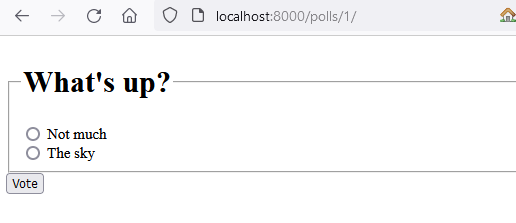 localhost:8000/polls/1/
What's up?
Not much
The sky
Vote